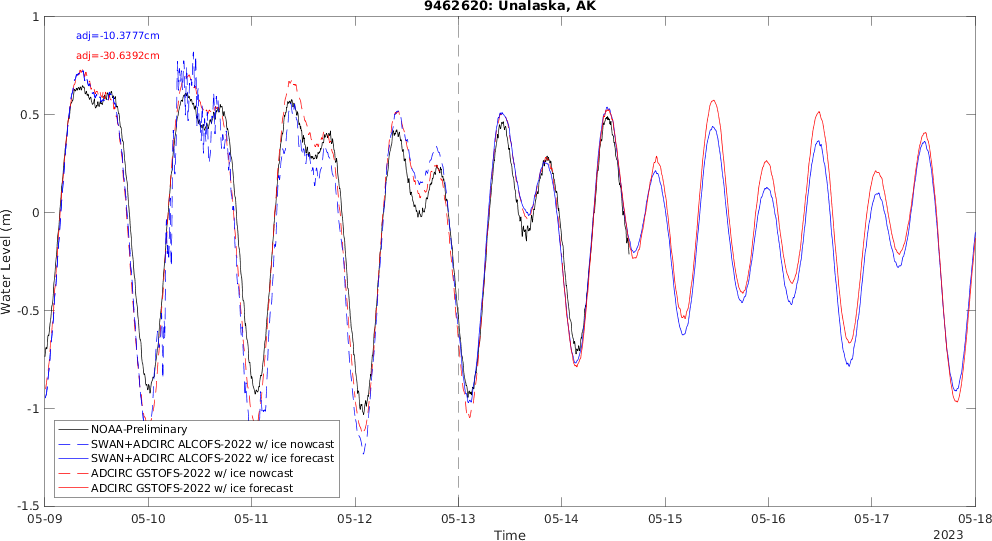 9462620: Unalaska, AK
adj=-10.3777cm
adj=-30.6392cm
Water Level (m)
1
0.5
0
-0.5
-1
-1.5
NOAA-Preliminary
SWAN+ADCIRC ALCOFS-2022 w/ ice nowcast
SWAN+ADCIRC ALCOFS-2022 w/ ice forecast
ADCIRC GSTOFS-2022 w/ ice nowcast
ADCIRC GSTOFS-2022 w/ ice forecast
05-09 05-10 05-11 05-12 05-13 05-14 05-15 05-16 05-17 05-18
Time
2023